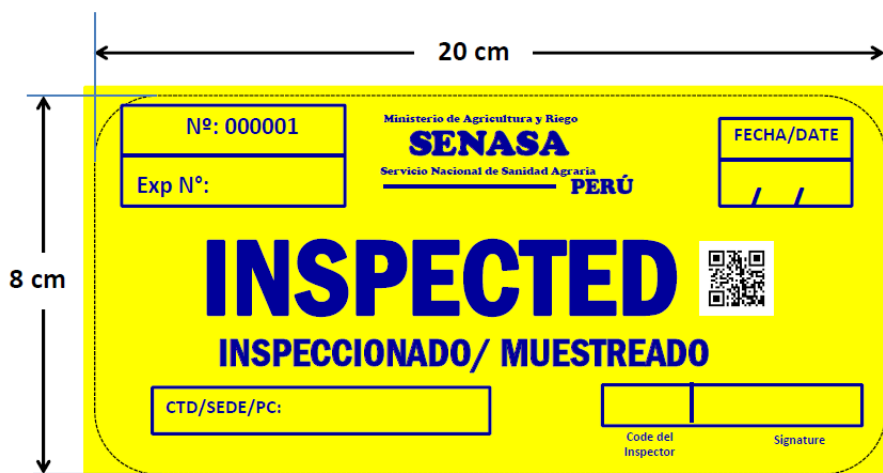 20 cm
8 cm
Nº: 000001
Exp N°:
Ministerio de Agricultura y Riego
SENASA
Servicio Nacional de Sanidad Agraria
PERÚ
FECHA/DATE
/ /
INSPECTED
INSPECCIONADO/ MUESTREADO
CTD/SEDE/PC:
Code del
Inspector
Signature